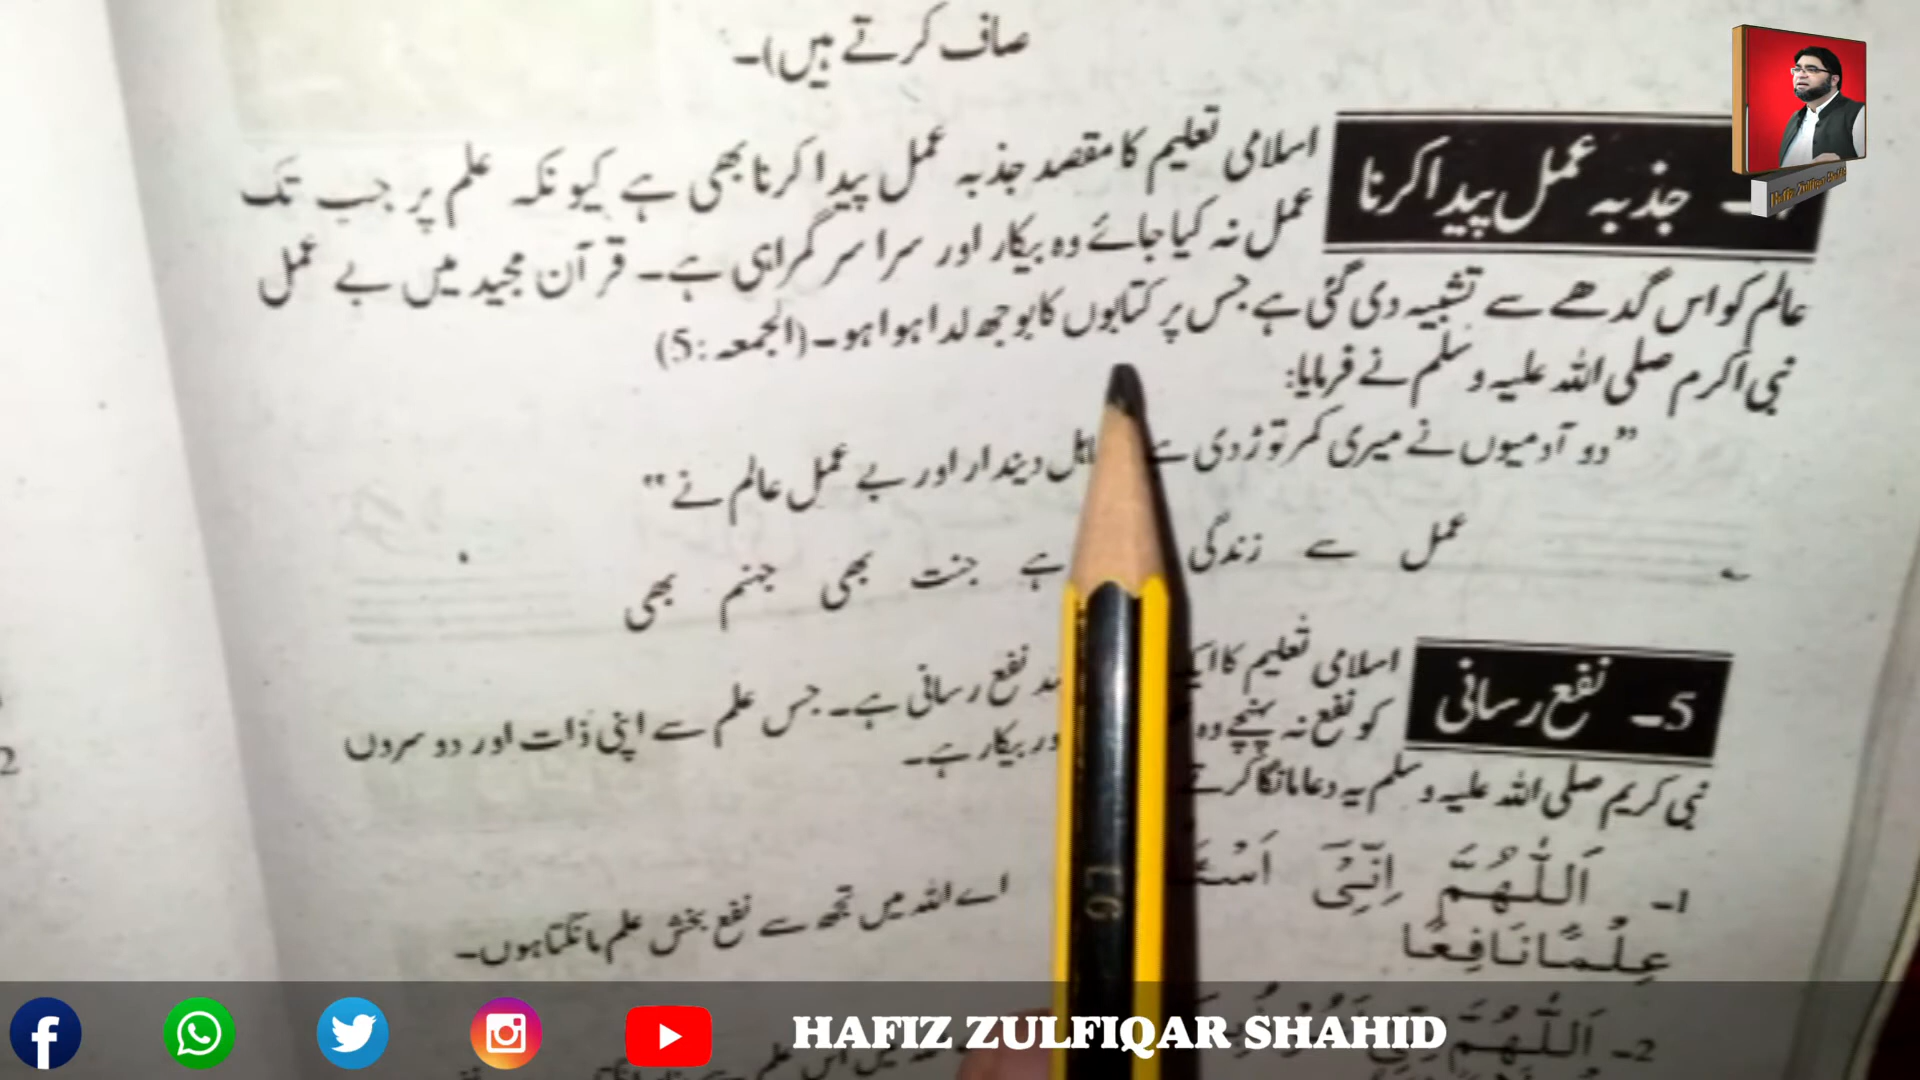 صاف کرتے ہیں)۔
جذبہ عمل پیدا کرنا
اسلامی تعلیم کا مقصد جذبہ عمل پیدا کرنا بھی ہے کیونکہ علم پر جب تک
عمل نہ کیا جائے وہ بیکار اور سراسر گمراہی ہے۔ قرآن مجید میں بے عمل
عالم کو اس گدھے سے تشبیہ دی گئی ہے جس پر کتابوں کا بوجھ لدا ہوا ہو۔ (الجمعہ:5)
نبی اکرم صلی اللہ علیہ وسلم نے فرمایا:
”دو آدمیوں نے میری کمر توڑ دی دیندار اور بے عمل عالم نے“
عمل سے زندگی ہے جنت بھی جہنم بھی
5۔ نفع رسانی
اسلامی تعلیم کا نفع رسانی ہے۔ جس علم سے اپنی ذات اور دوسروں
کو نفع نہ پہنچے وہ بیکار ہے۔
نبی کریم صلی اللہ علیہ وسلم یہ دعا مانگا کرتے
1۔ اَللّٰهُمَّ اِنِّیْٓ
عِلْمًا نَافِعًا
اے اللہ میں تجھ سے نفع بخش علم مانگتا ہوں۔
2۔ اَللّٰهُمَّ
HAFIZ ZULFIQAR SHAHID